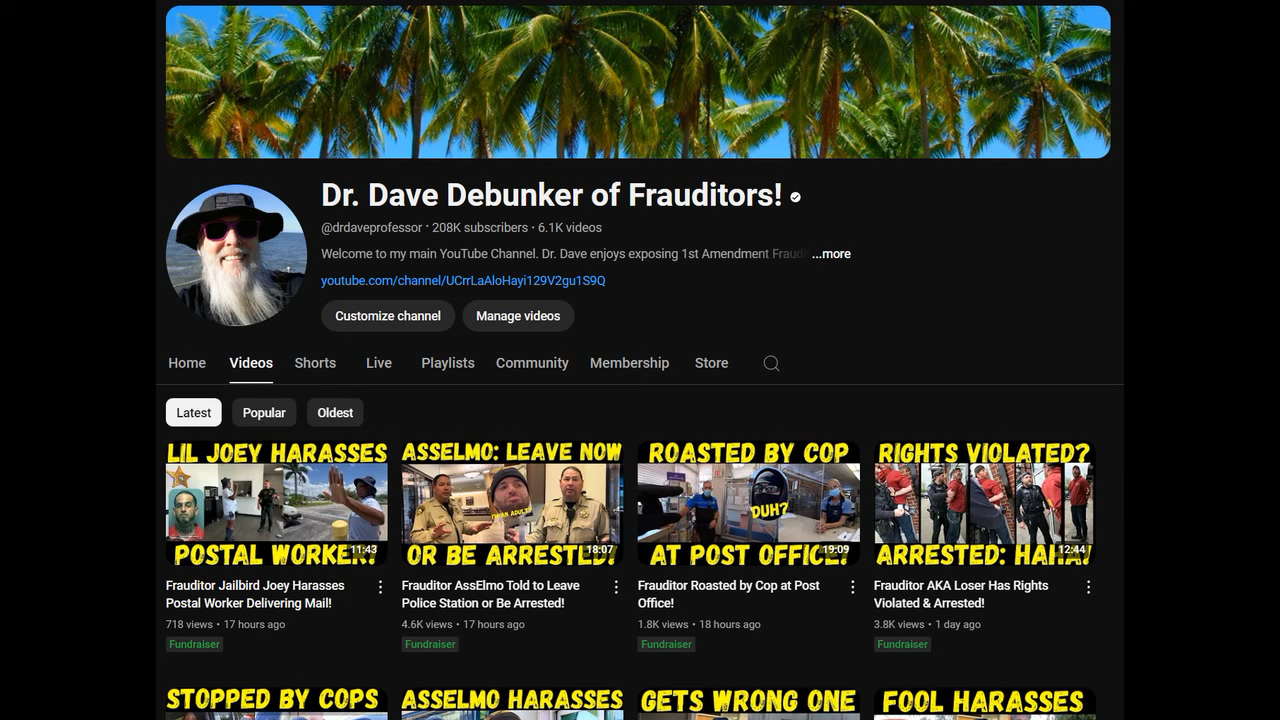 Dr. Dave Debunker of Frauditors!
@drdaveprofessor · 208K subscribers · 6.1K videos
Welcome to my main YouTube Channel. Dr. Dave enjoys exposing 1st Amendment Fraudi ...more
youtube.com/channel/UCrrLaAloHayi129V2gu1S9Q
Customize channel Manage videos
Home Videos Shorts Live Playlists Community Membership Store
Latest Popular Oldest
LIL JOEY HARASSES
POSTAL WORKER!
11:43
Frauditor Jailbird Joey Harasses
Postal Worker Delivering Mail!
718 views • 17 hours ago
Fundraiser
ASSELMO: LEAVE NOW
OR BE ARRESTED!
18:07
Frauditor AssElmo Told to Leave
Police Station or Be Arrested!
4.6K views • 17 hours ago
Fundraiser
ROASTED BY COP
DUH?
AT POST OFFICE!
19:09
Frauditor Roasted by Cop at Post
Office!
1.8K views • 18 hours ago
Fundraiser
RIGHTS VIOLATED?
ARRESTED: HAHA!
12:44
Frauditor AKA Loser Has Rights
Violated & Arrested!
3.8K views • 1 day ago
Fundraiser
STOPPED BY COPS
ASSELMO HARASSES
GETS WRONG ONE
FOOL HARASSES